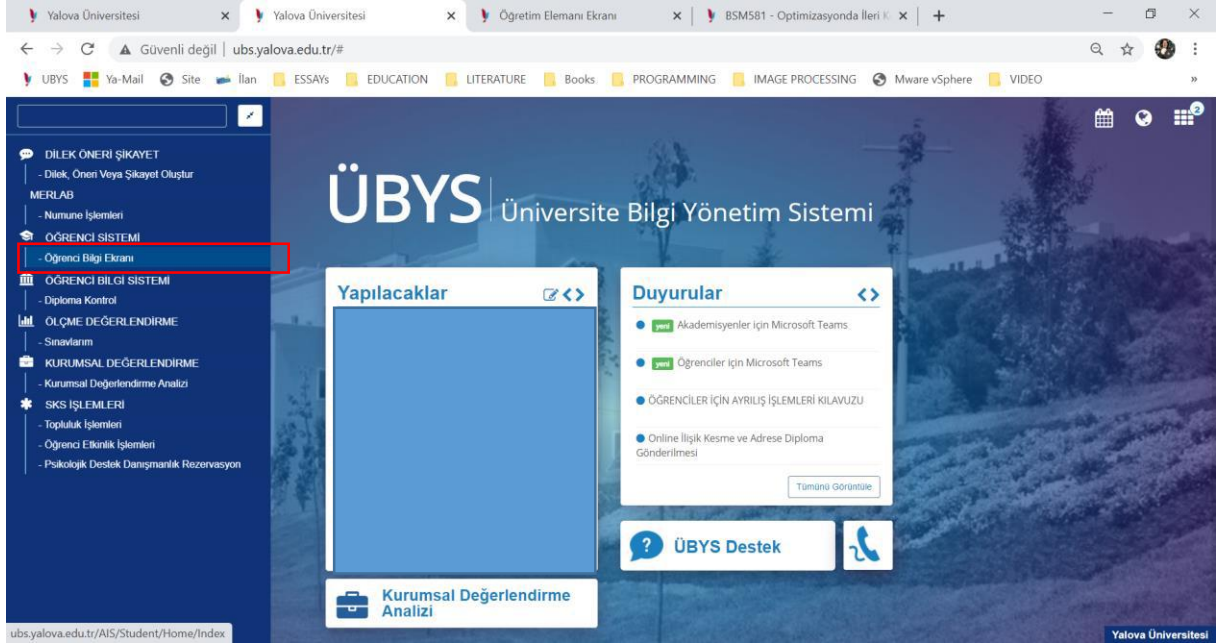 Yalova Üniversitesi
Yalova Üniversitesi
Öğretim Elemanı Ekranı
BSM581 - Optimizasyonda İleri K
Güvenli değil | ubs.yalova.edu.tr/#
UBYS
Ya-Mail
Site
İlan
ESSAYs
EDUCATION
LITERATURE
Books
PROGRAMMING
IMAGE PROCESSING
Mware vSphere
VIDEO
»
2
DİLEK ÖNERİ ŞİKAYET
- Dilek, Öneri Veya Şikayet Oluştur
MERLAB
- Numune İşlemleri
ÖĞRENCİ SİSTEMİ
- Öğrenci Bilgi Ekranı
ÖĞRENCİ BİLGİ SİSTEMİ
- Diploma Kontrol
ÖLÇME DEĞERLENDİRME
- Sınavlarım
KURUMSAL DEĞERLENDİRME
- Kurumsal Değerlendirme Analizi
SKS İŞLEMLERİ
- Topluluk İşlemleri
- Öğrenci Etkinlik İşlemleri
- Psikolojik Destek Danışmanlık Rezervasyon
ÜBYS Üniversite Bilgi Yönetim Sistemi
Yapılacaklar
Duyurular
yeni Akademisyenler için Microsoft Teams
yeni Öğrenciler için Microsoft Teams
ÖĞRENCİLER İÇİN AYRILIŞ İŞLEMLERİ KILAVUZU
Online İlişik Kesme ve Adrese Diploma
Gönderilmesi
Tümünü Görüntüle
? ÜBYS Destek
Kurumsal Değerlendirme
Analizi
ubs.yalova.edu.tr/AIS/Student/Home/Index
Yalova Üniversitesi